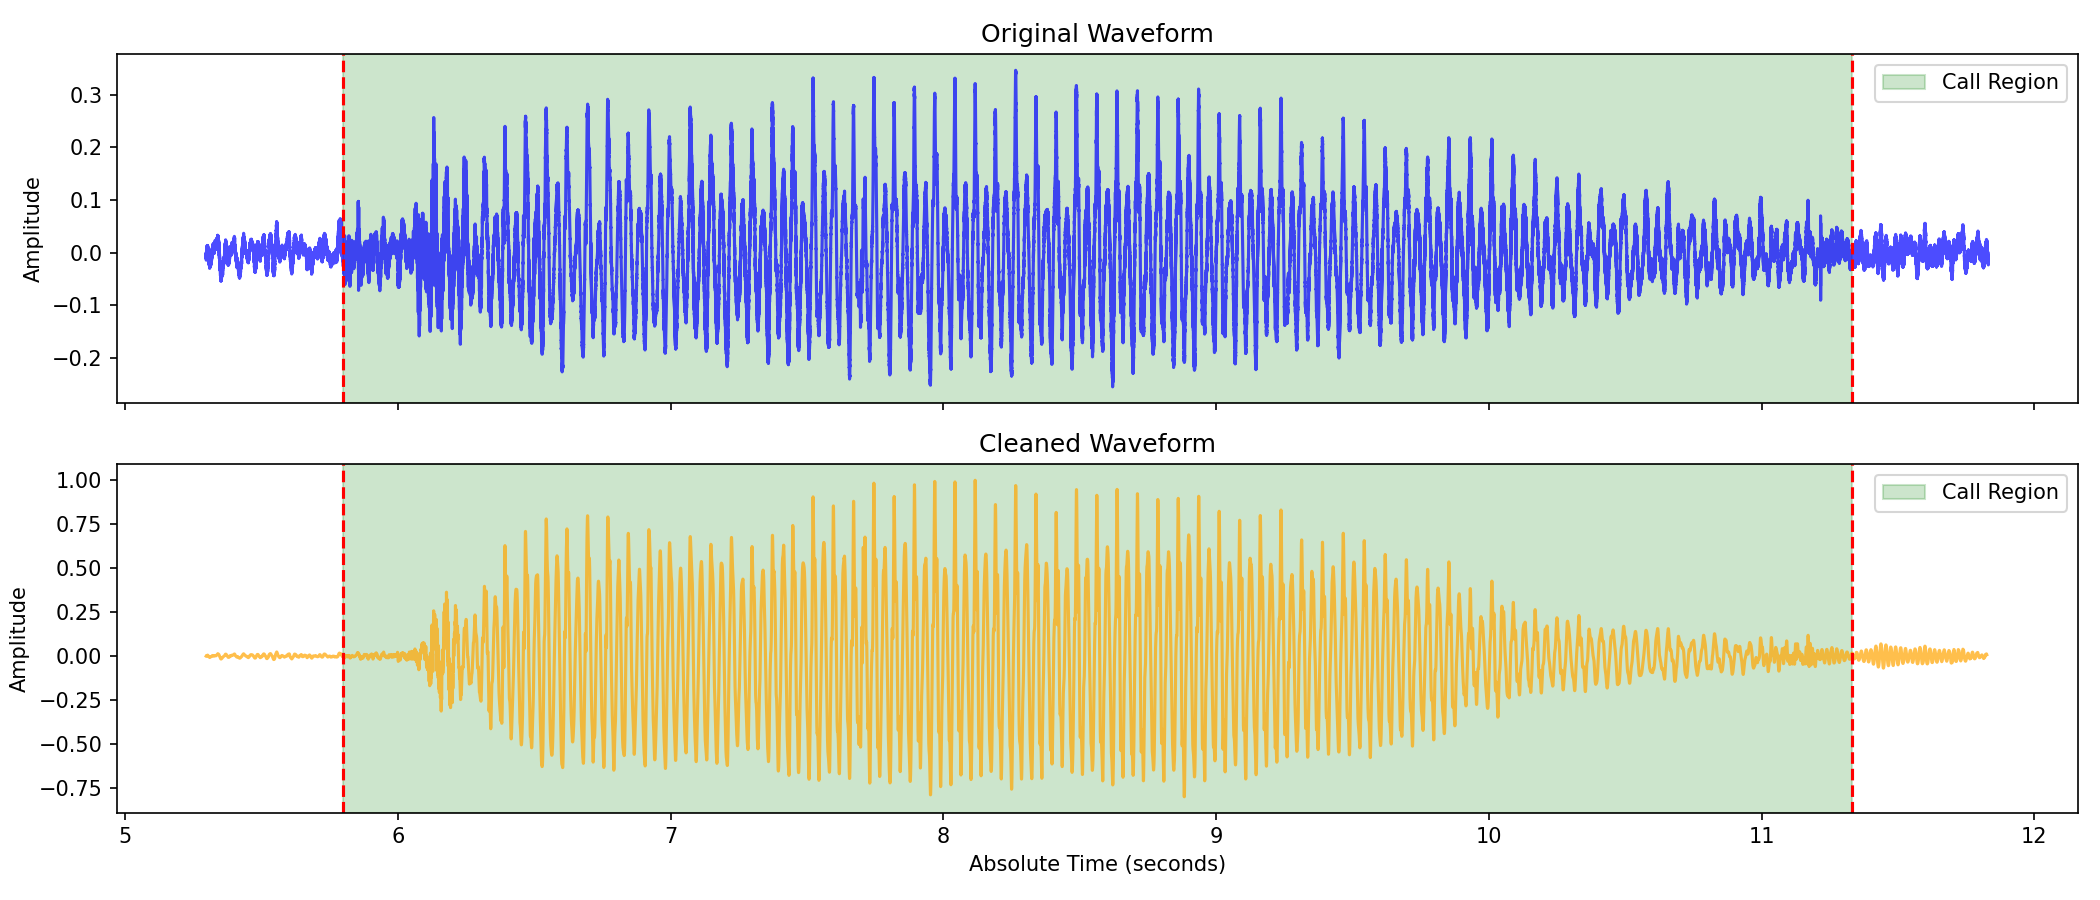 Original Waveform
Call Region
Amplitude
0.3
0.2
0.1
0.0
−0.1
−0.2
Cleaned Waveform
Call Region
Amplitude
1.00
0.75
0.50
0.25
0.00
−0.25
−0.50
−0.75
5 6 7 8 9 10 11 12
Absolute Time (seconds)